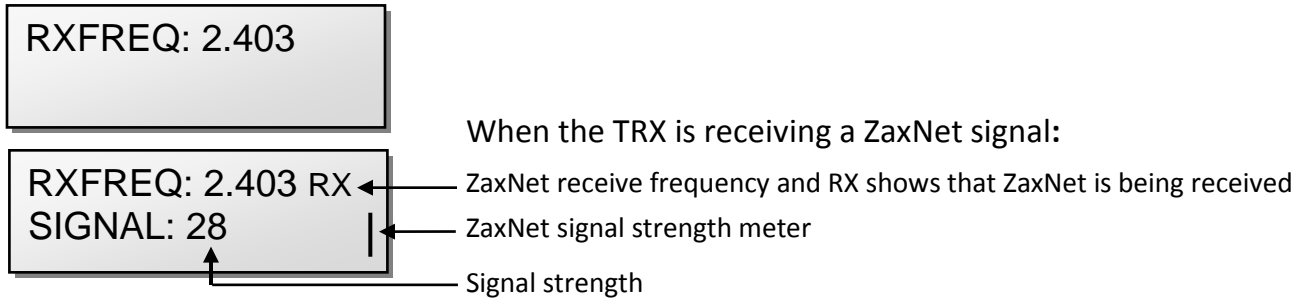 RXFREQ: 2.403
When the TRX is receiving a ZaxNet signal:
RXFREQ: 2.403 RX
ZaxNet receive frequency and RX shows that ZaxNet is being received
SIGNAL: 28
ZaxNet signal strength meter
Signal strength